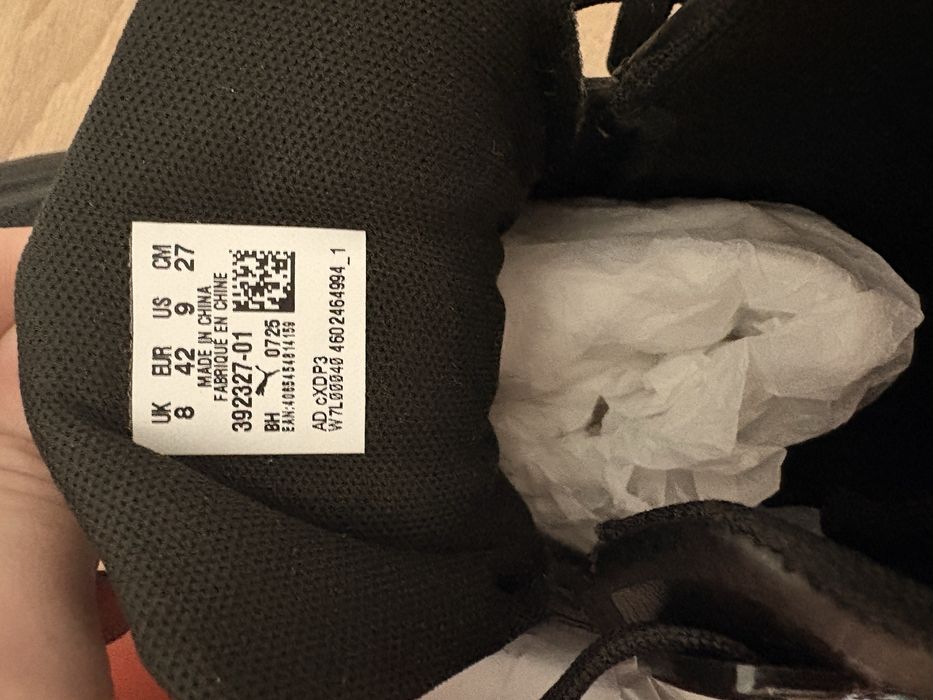 UK EUR US CM
8 42 9 27
MADE IN CHINA
FABRIQUE EN CHINE
392327-01
BH 0725
EAN:4065454814159
AD cXDP3
W7L00040 4602464994_1